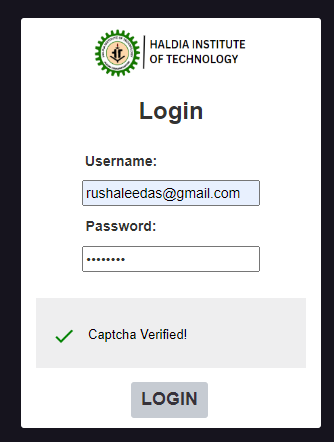 HALDIA INSTITUTE
OF TECHNOLOGY
Login
Username:
rushaleedas@gmail.com
Password:
••••••••
Captcha Verified!
LOGIN